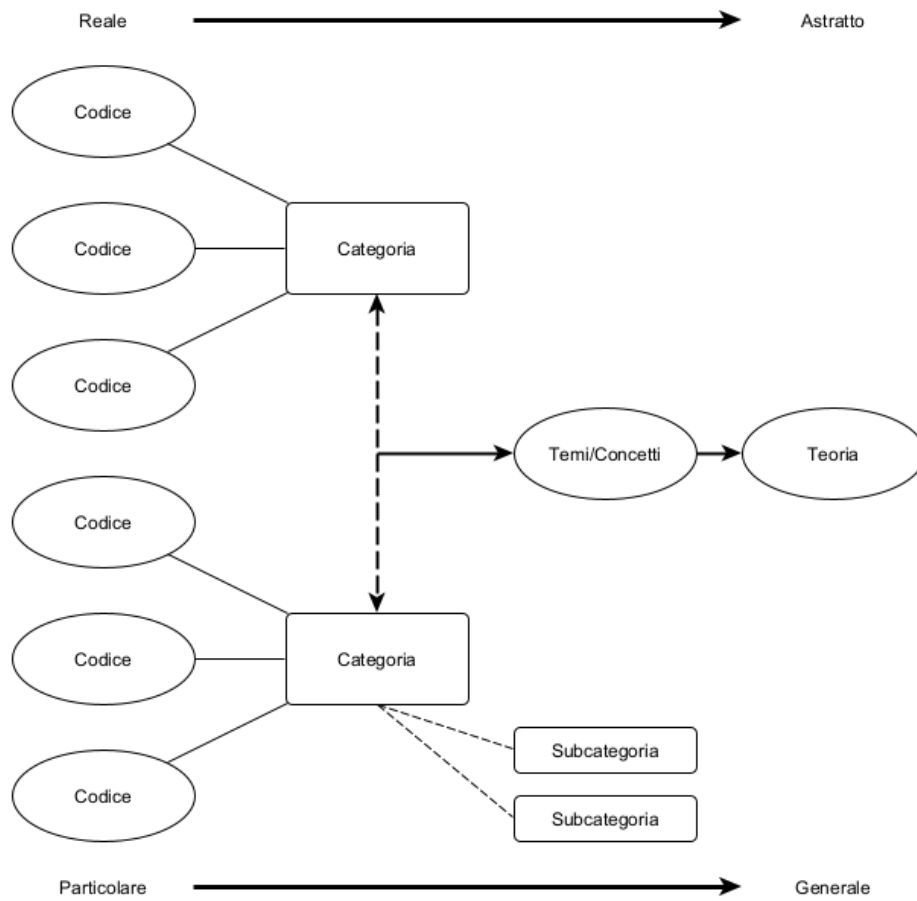 Reale
Astratto
Codice
Codice
Categoria
Codice
Temi/Concetti
Teoria
Codice
Codice
Categoria
Subcategoria
Codice
Subcategoria
Particolare
Generale